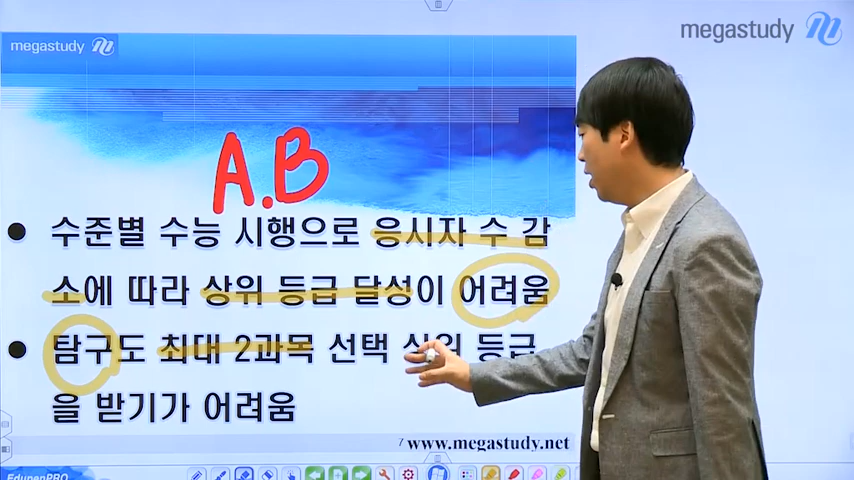 megastudy
megastudy
A.B
• 수준별 수능 시행으로 응시자 수 감
소에 따라 상위 등급 달성이 어려움
• 탐구도 최대 2과목 선택 상위 등급
을 받기가 어려움
7 www.megastudy.net
EdupenPRO